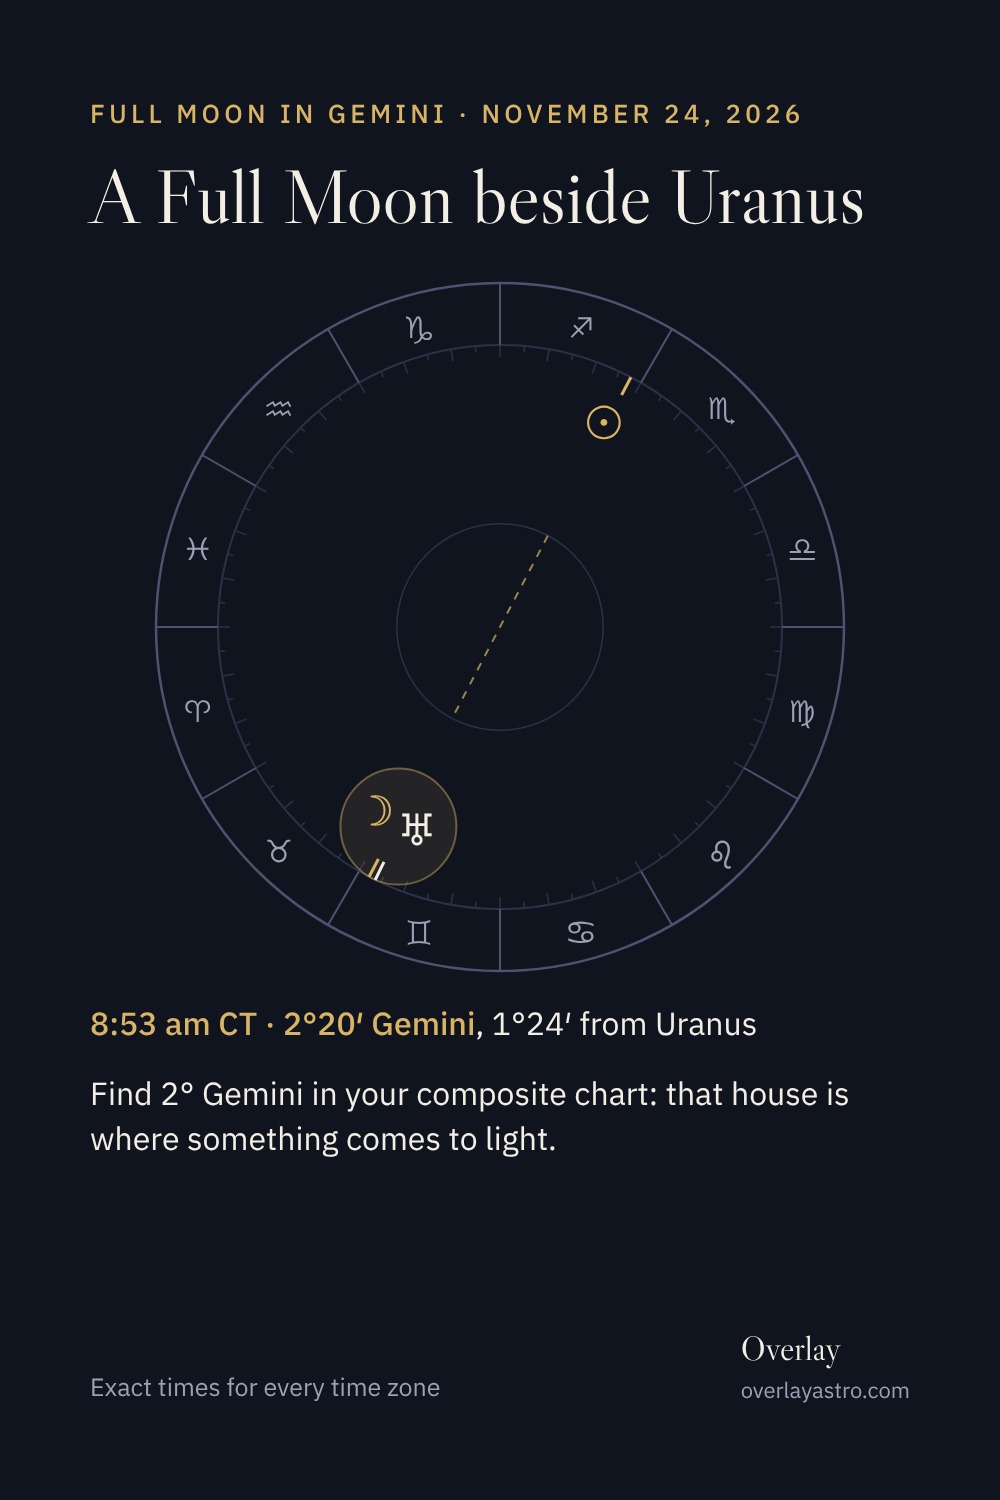 FULL MOON IN GEMINI · NOVEMBER 24, 2026
A Full Moon beside Uranus
♑ ♐
♒ ♏
♓ ♎
♈ ♍
☽ ♅
♉ ♌
♊ ♋
8:53 am CT · 2°20′ Gemini, 1°24′ from Uranus
Find 2° Gemini in your composite chart: that house is
where something comes to light.
Overlay
Exact times for every time zone
overlayastro.com